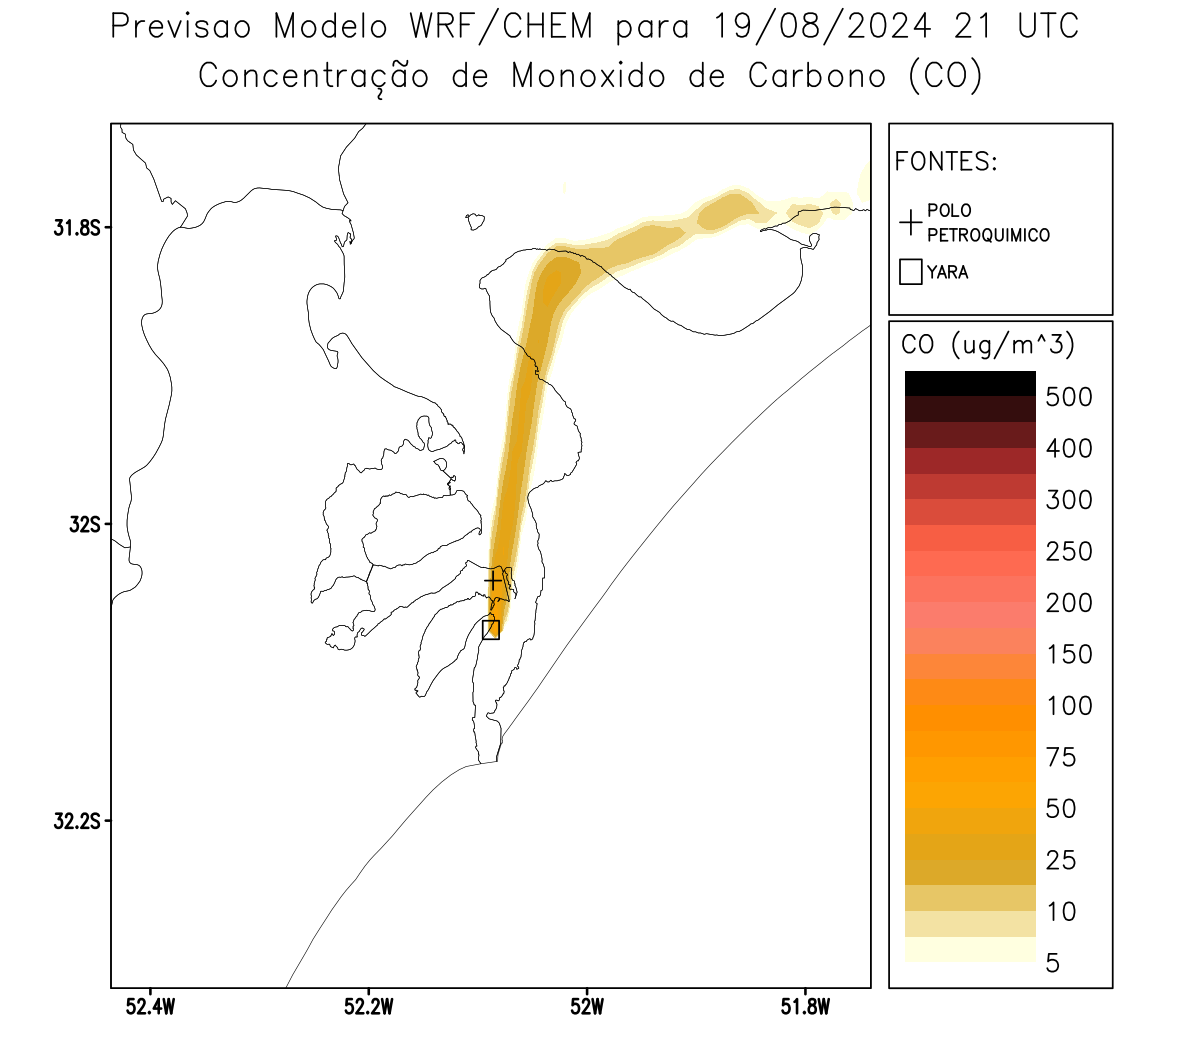 Previsao Modelo WRF/CHEM para 19/08/2024 21 UTC
Concentração de Monoxido de Carbono (CO)
FONTES:
POLO
PETROQUIMICO
YARA
31.8S
32S
32.2S
52.4W
52.2W
52W
51.8W
CO (ug/m^3)
500
400
300
250
200
150
100
75
50
25
10
5